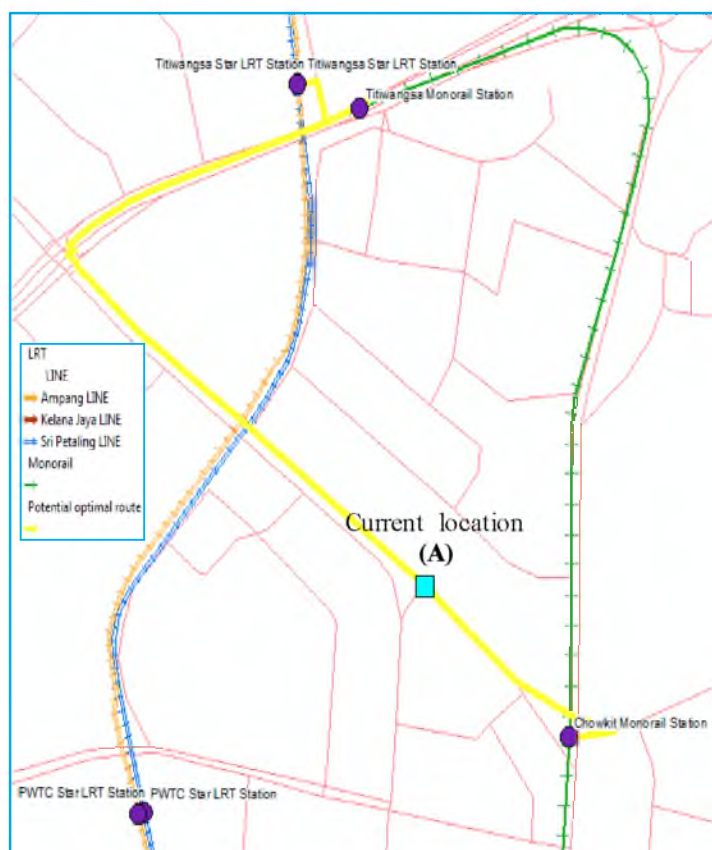 Titiwangsa Star LRT Station Titiwangsa Star LRT Station
Titiwangsa Monorail Station
LRT
LINE
Ampang LINE
Kelana Jaya LINE
Sri Petaling LINE
Monorail
Potential optimal route
Current location
(A)
Chowkit Monorail Station
PWTC Star LRT Station PWTC Star LRT Station